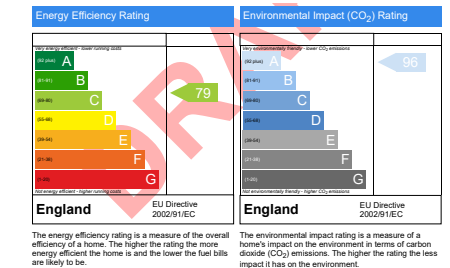 Energy Efficiency Rating
Very energy efficient - lower running costs
(92 plus) A
(81-91) B
(69-80) C
(55-68) D
(39-54) E
(21-38) F
(1-20) G
79
Not energy efficient - higher running costs
England
EU Directive
2002/91/EC
The energy efficiency rating is a measure of the overall
efficiency of a home. The higher the rating the more
energy efficient the home is and the lower the fuel bills
are likely to be.
Environmental Impact (CO2) Rating
Very environmentally friendly - lower CO2 emissions
(92 plus) A
(81-91) B
(69-80) C
(55-68) D
(39-54) E
(21-38) F
(1-20) G
96
Not environmentally friendly - higher CO2 emissions
England
EU Directive
2002/91/EC
The environmental impact rating is a measure of a
home's impact on the environment in terms of carbon
dioxide (CO2) emissions. The higher the rating the less
impact it has on the environment.
DRA